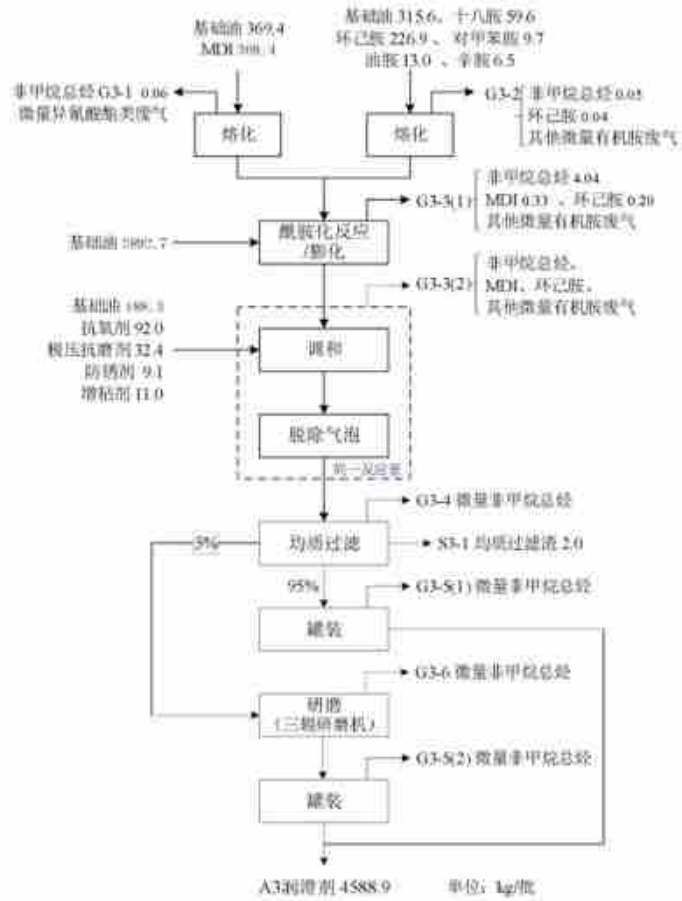 基础油 369.4
MDI
基础油 315.6、十八胺 59.6
环己胺 226.9 、对甲苯胺 9.7
油胺 13.0 、辛胺 6.5
非甲烷总烃 G3-1 0.06
微量异氰酸酯类废气
熔化
熔化
G3-2
非甲烷总烃 0.05
环己胺 0.04
其他微量有机胺废气
G3-3(1)
非甲烷总烃 4.04
MDI 0.33 、环己胺 0.20
其他微量有机胺废气
基础油
酰胺化反应
/膨化
G3-3(2)
非甲烷总烃、
MDI、环己胺、
其他微量有机胺废气
基础油
抗氧剂 92.0
极压抗磨剂 32.4
防锈剂 9.1
增粘剂 11.0
调和
脱除气泡
同一反应釜
G3-4 微量非甲烷总烃
5%
均质过滤
S3-1 均质过滤渣 2.0
95%
G3-5(1) 微量非甲烷总烃
罐装
G3-6 微量非甲烷总烃
研磨
（三辊研磨机）
G3-5(2) 微量非甲烷总烃
罐装
A3润滑剂 4588.9
单位：kg/批